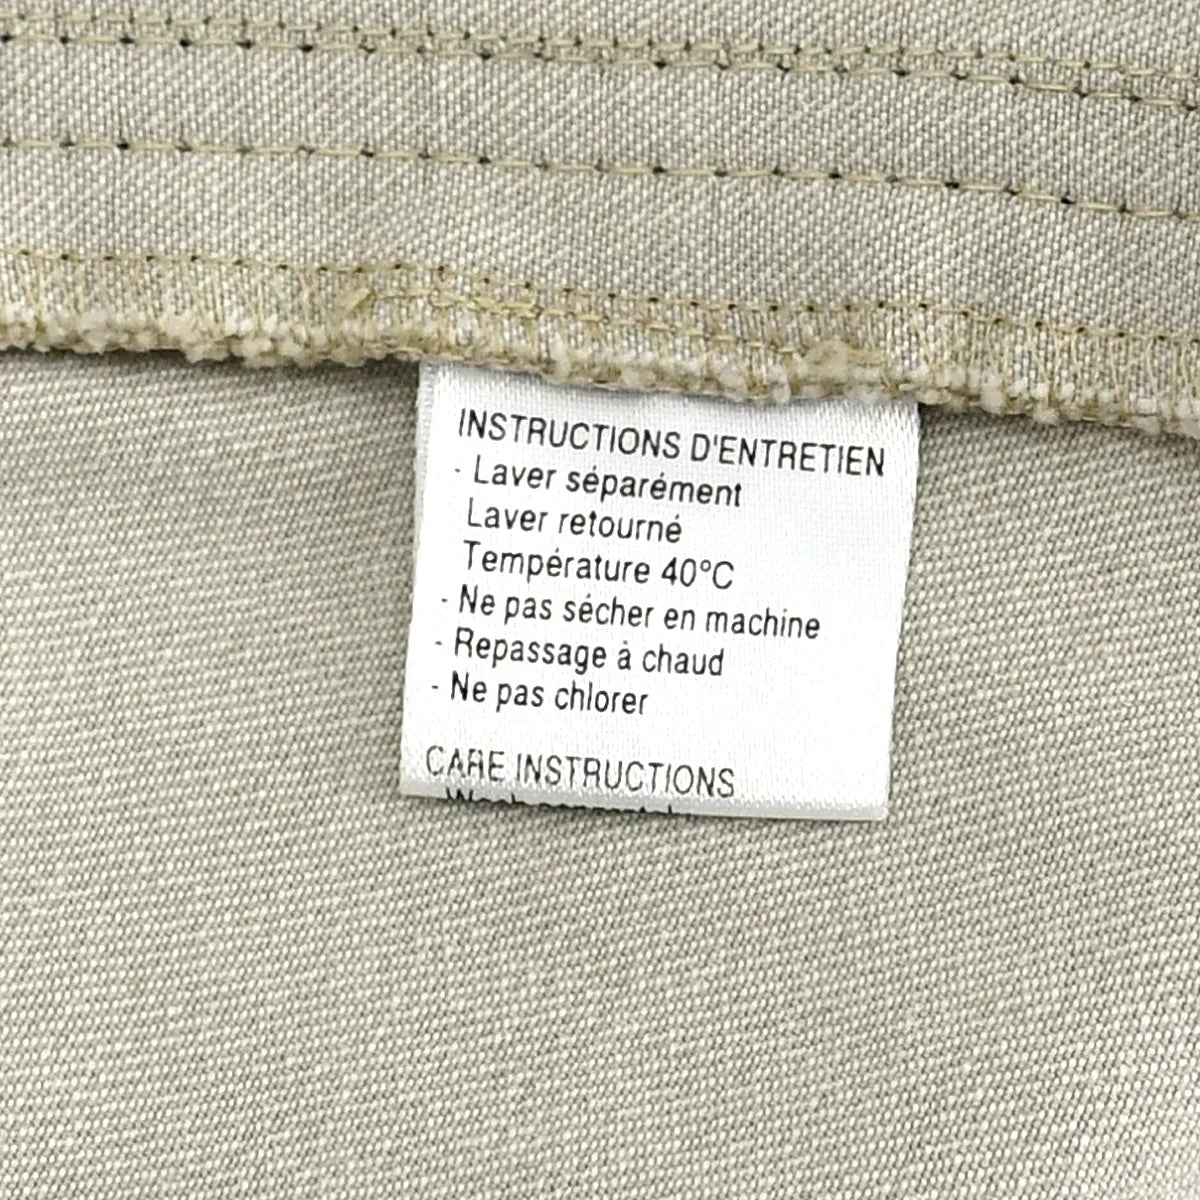 INSTRUCTIONS D'ENTRETIEN
- Laver séparément
Laver retourné
Température 40°C
- Ne pas sécher en machine
- Repassage à chaud
- Ne pas chlorer
CARE INSTRUCTIONS